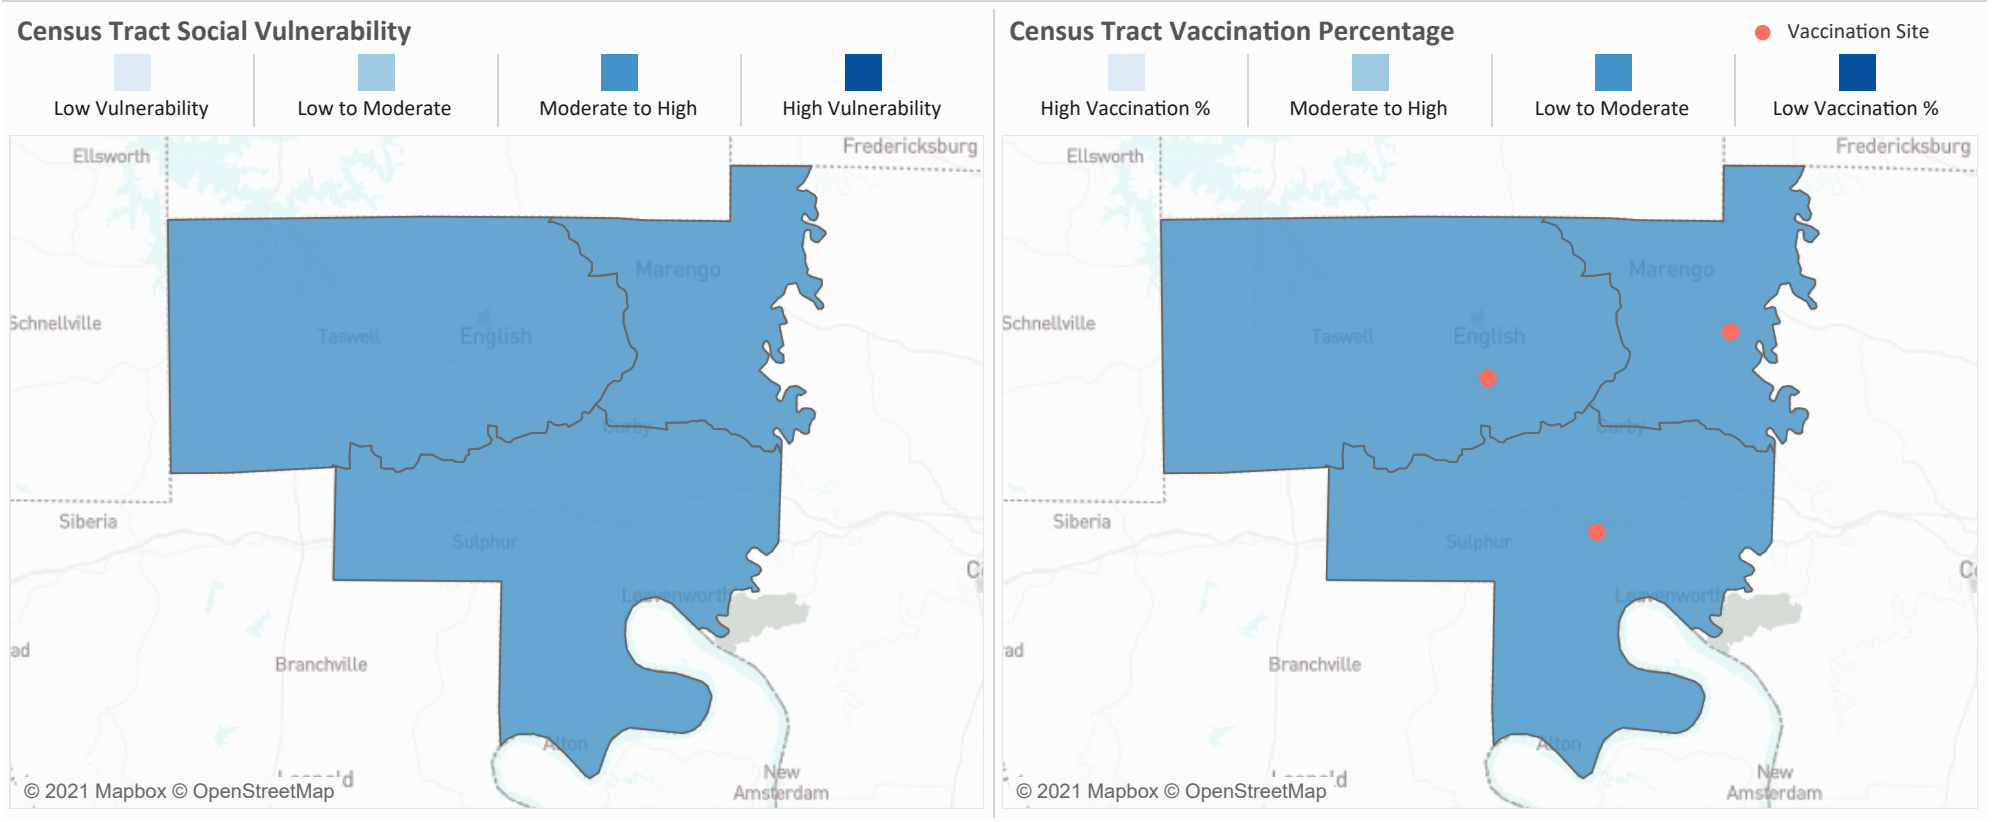 Census Tract Social Vulnerability
Low Vulnerability
Low to Moderate
Moderate to High
High Vulnerability
Ellsworth
Fredericksburg
Marengo
Schnellville
Taswell
English
Curby
Siberia
Sulphur
Leavenworth
Branchville
Alton
New
Amsterdam
© 2021 Mapbox © OpenStreetMap
Census Tract Vaccination Percentage
Vaccination Site
High Vaccination %
Moderate to High
Low to Moderate
Low Vaccination %
Ellsworth
Fredericksburg
Marengo
Schnellville
Taswell
English
Curby
Siberia
Sulphur
Leavenworth
Branchville
Alton
New
Amsterdam
© 2021 Mapbox © OpenStreetMap